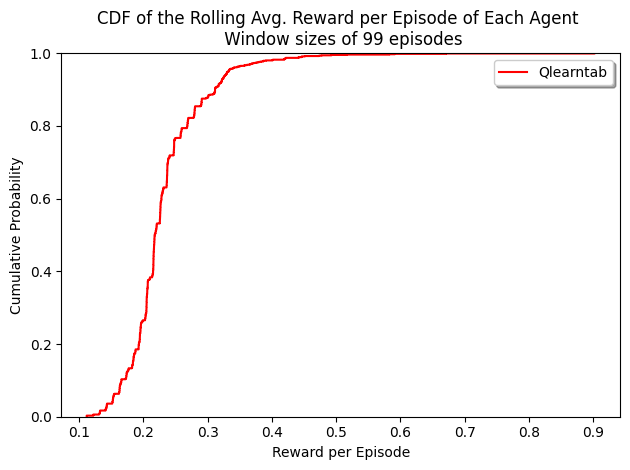 CDF of the Rolling Avg. Reward per Episode of Each Agent
Window sizes of 99 episodes
Qlearntab
1.0
0.8
0.6
0.4
0.2
0.0
Cumulative Probability
0.1 0.2 0.3 0.4 0.5 0.6 0.7 0.8 0.9
Reward per Episode